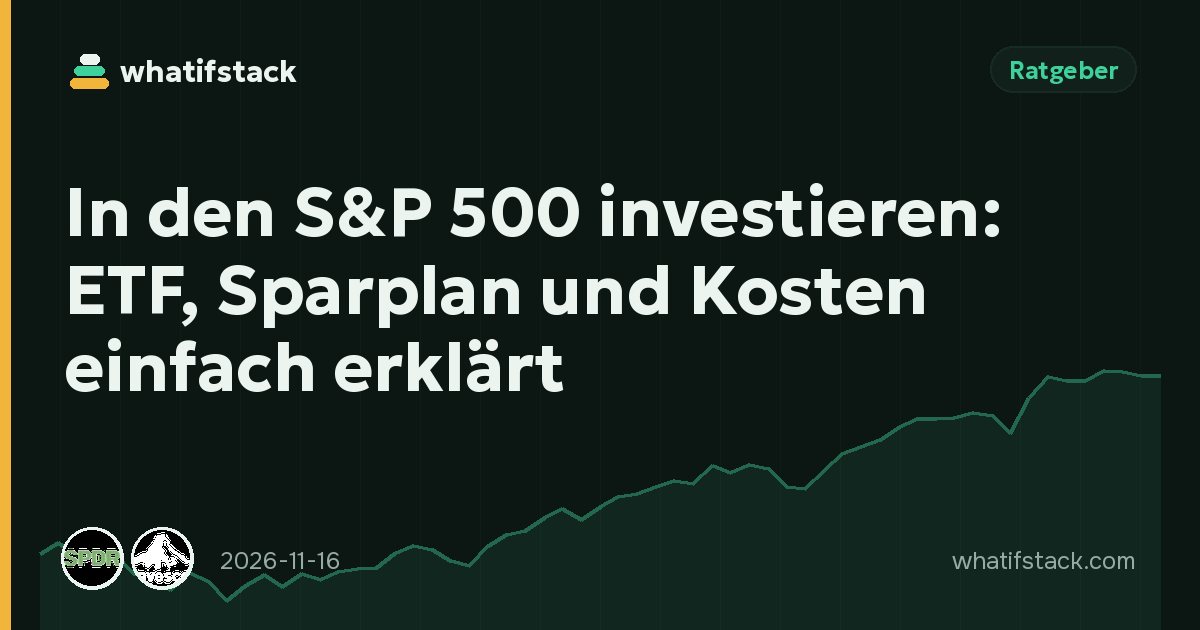 whatifstack
Ratgeber
In den S&P 500 investieren:
ETF, Sparplan und Kosten
einfach erklärt
SPDR
2026-11-16
whatifstack.com